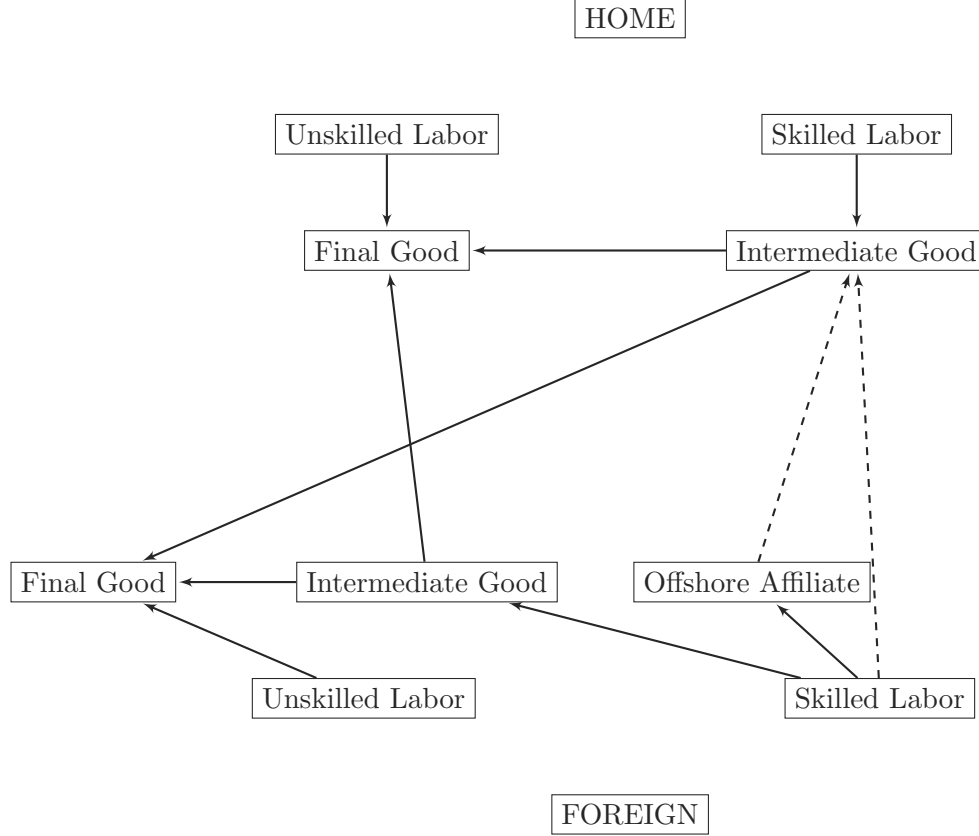 HOME
Unskilled Labor
Skilled Labor
Final Good
Intermediate Good
Final Good
Intermediate Good
Offshore Affiliate
Unskilled Labor
Skilled Labor
FOREIGN